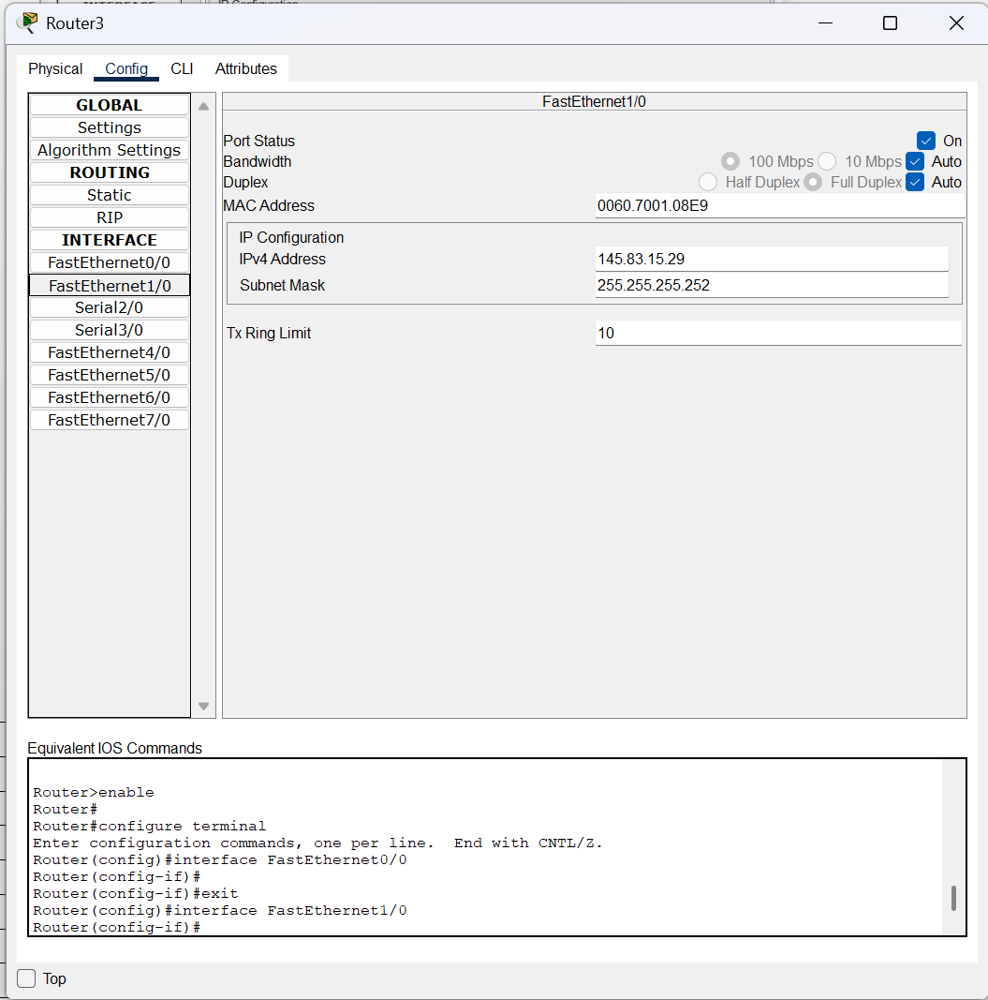 Router3
Physical Config CLI Attributes
GLOBAL
Settings
Algorithm Settings
ROUTING
Static
RIP
INTERFACE
FastEthernet0/0
FastEthernet1/0
Serial2/0
Serial3/0
FastEthernet4/0
FastEthernet5/0
FastEthernet6/0
FastEthernet7/0
FastEthernet1/0
Port Status On
Bandwidth 100 Mbps 10 Mbps Auto
Duplex Half Duplex Full Duplex Auto
MAC Address 0060.7001.08E9
IP Configuration
IPv4 Address 145.83.15.29
Subnet Mask 255.255.255.252
Tx Ring Limit 10
Equivalent IOS Commands
Router>enable
Router#
Router#configure terminal
Enter configuration commands, one per line.  End with CNTL/Z.
Router(config)#interface FastEthernet0/0
Router(config-if)#
Router(config-if)#exit
Router(config)#interface FastEthernet1/0
Router(config-if)#
Top